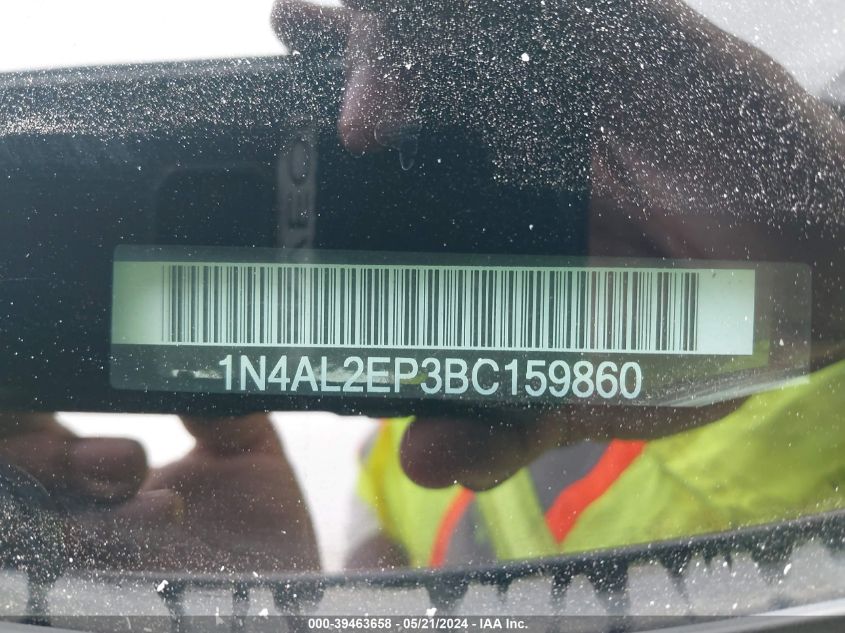 1N4AL2EP3BC159860
000-39463658 - 05/21/2024 - IAA Inc.